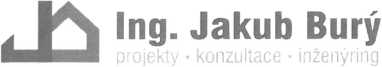 Ing. Jakub Burý
projekty • konzultace • inženýring